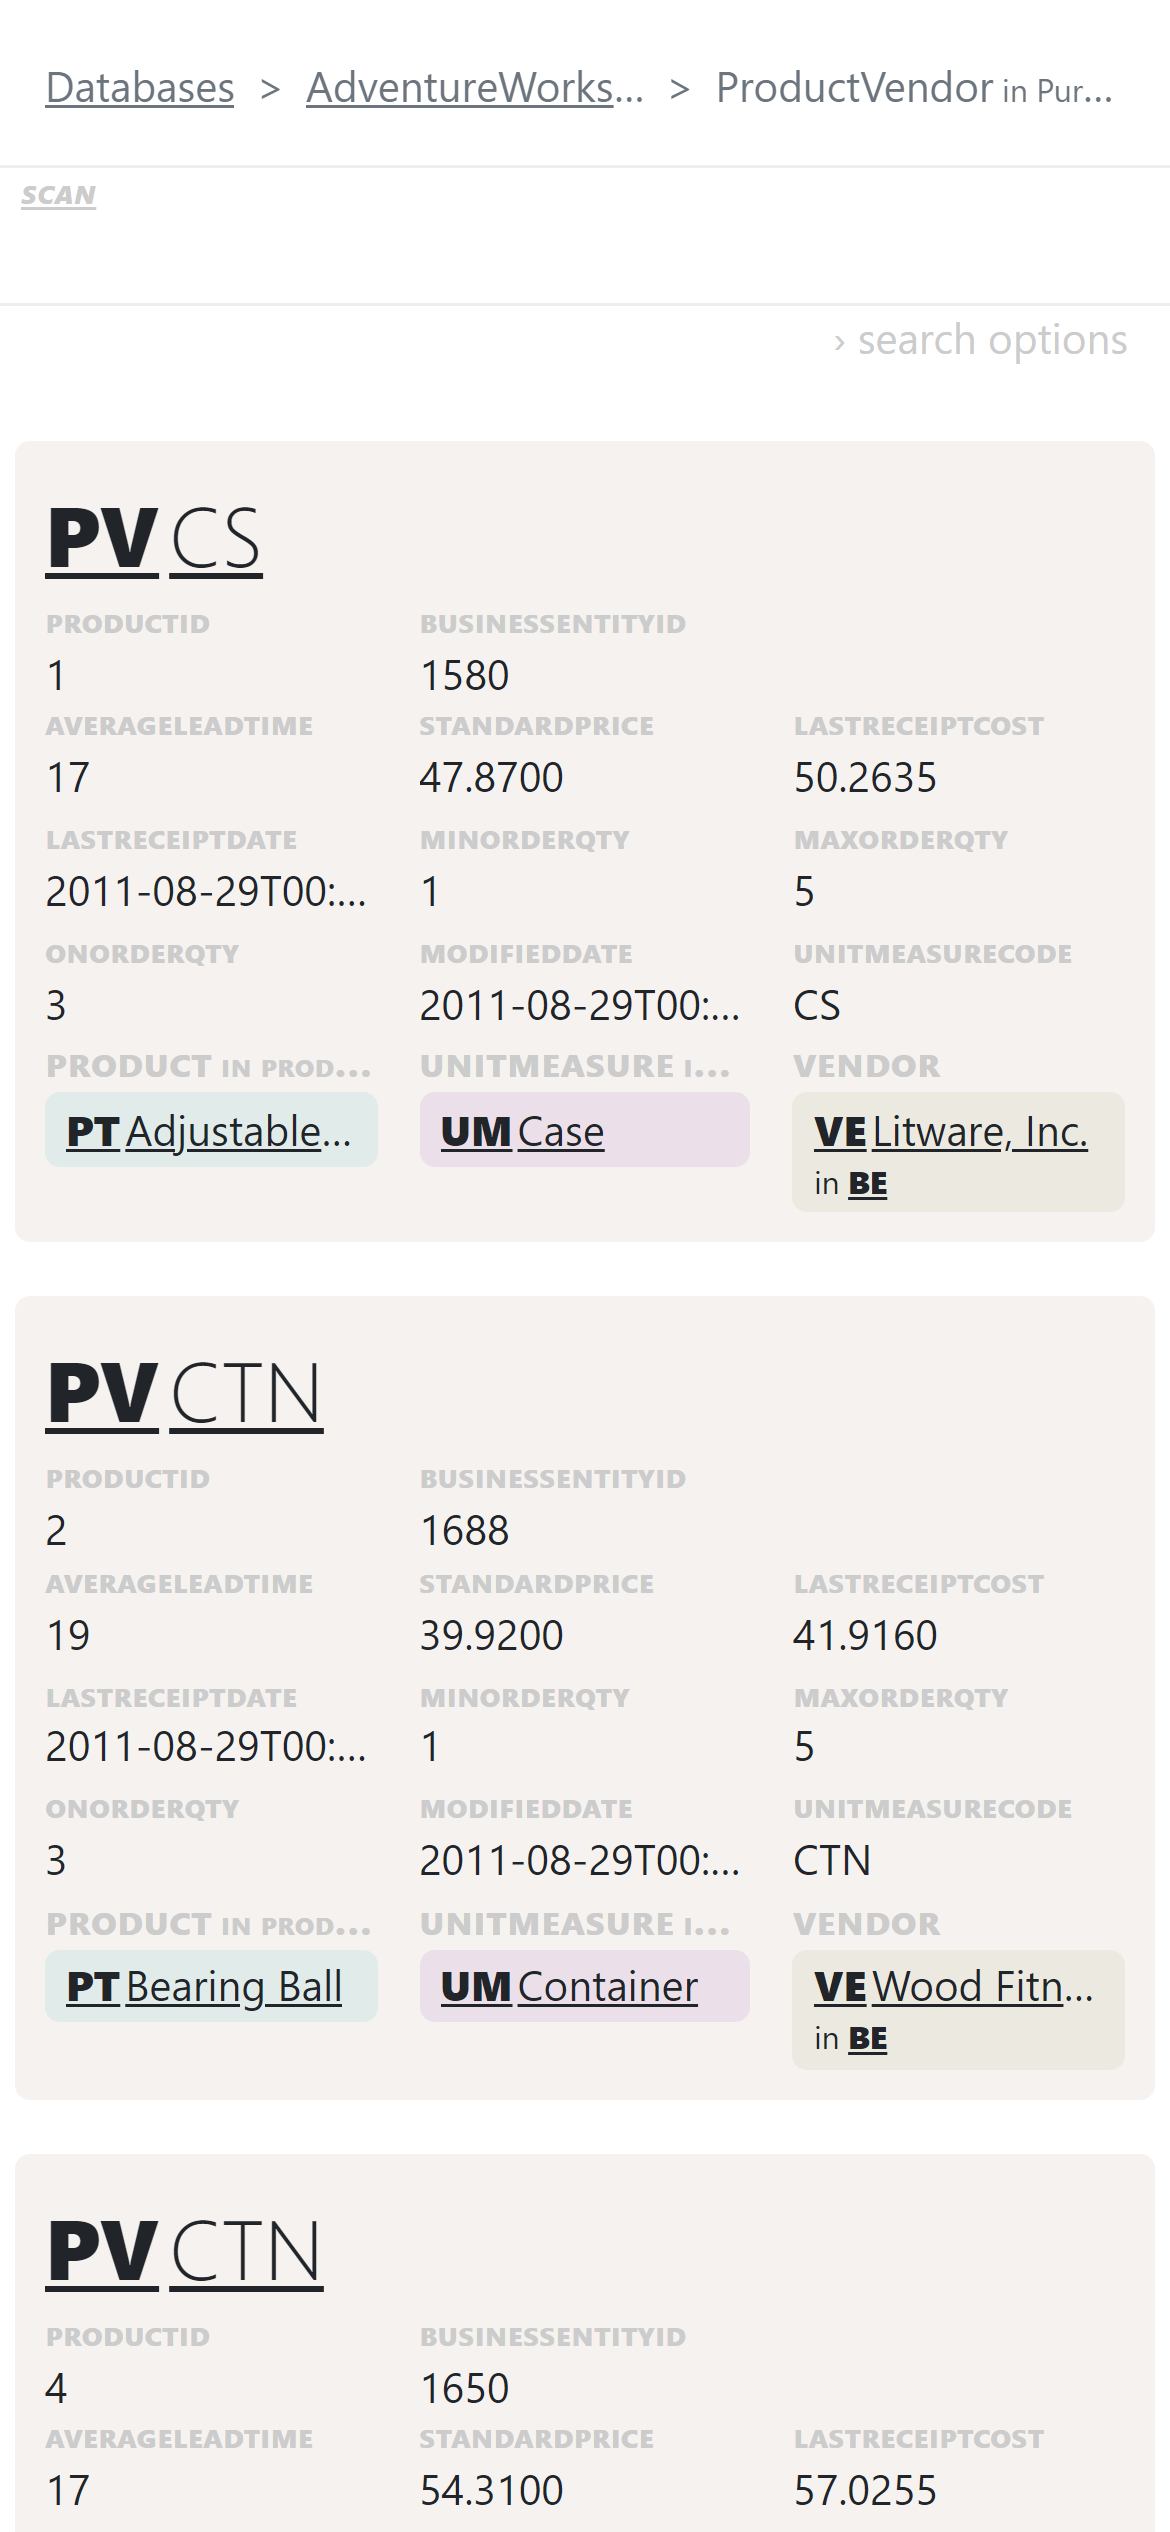 Databases > AdventureWorks... > ProductVendor in Pur...
SCAN
› search options
PV CS
PRODUCTID BUSINESSENTITYID
1 1580
AVERAGELEADTIME STANDARDPRICE LASTRECEIPTCOST
17 47.8700 50.2635
LASTRECEIPTDATE MINORDERQTY MAXORDERQTY
2011-08-29T00:... 1 5
ONORDERQTY MODIFIEDDATE UNITMEASURECODE
3 2011-08-29T00:... CS
PRODUCT IN PROD... UNITMEASURE I... VENDOR
PT Adjustable... UM Case VE Litware, Inc.
in BE
PV CTN
PRODUCTID BUSINESSENTITYID
2 1688
AVERAGELEADTIME STANDARDPRICE LASTRECEIPTCOST
19 39.9200 41.9160
LASTRECEIPTDATE MINORDERQTY MAXORDERQTY
2011-08-29T00:... 1 5
ONORDERQTY MODIFIEDDATE UNITMEASURECODE
3 2011-08-29T00:... CTN
PRODUCT IN PROD... UNITMEASURE I... VENDOR
PT Bearing Ball UM Container VE Wood Fitn...
in BE
PV CTN
PRODUCTID BUSINESSENTITYID
4 1650
AVERAGELEADTIME STANDARDPRICE LASTRECEIPTCOST
17 54.3100 57.0255